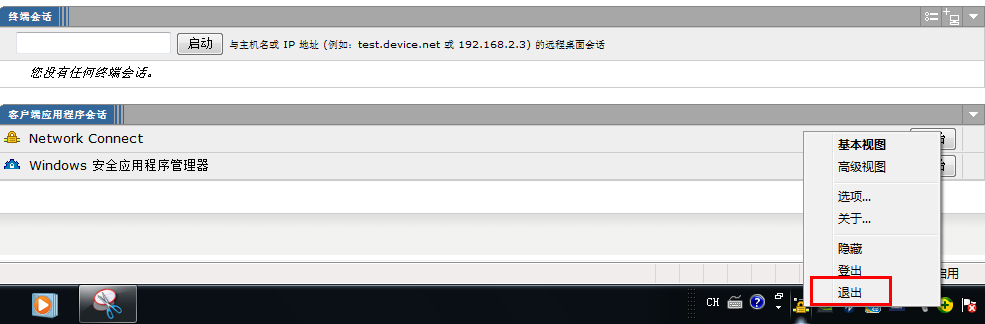 终端会话
启动 与主机名或 IP 地址 (例如：test.device.net 或 192.168.2.3) 的远程桌面会话
您没有任何终端会话。
客户端应用程序会话
Network Connect
Windows 安全应用程序管理器
基本视图
高级视图
选项...
关于...
隐藏
登出
启用
退出
CH